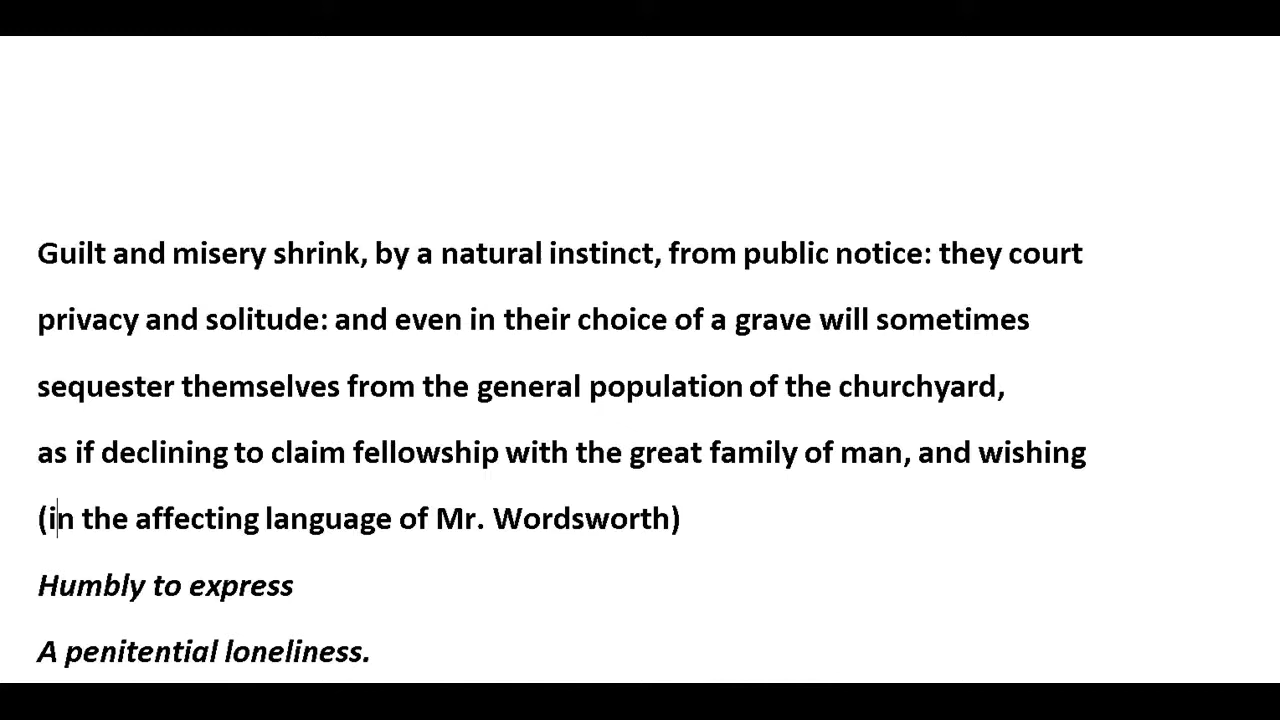 Guilt and misery shrink, by a natural instinct, from public notice: they court
privacy and solitude: and even in their choice of a grave will sometimes
sequester themselves from the general population of the churchyard,
as if declining to claim fellowship with the great family of man, and wishing
(in the affecting language of Mr. Wordsworth)
Humbly to express
A penitential loneliness.